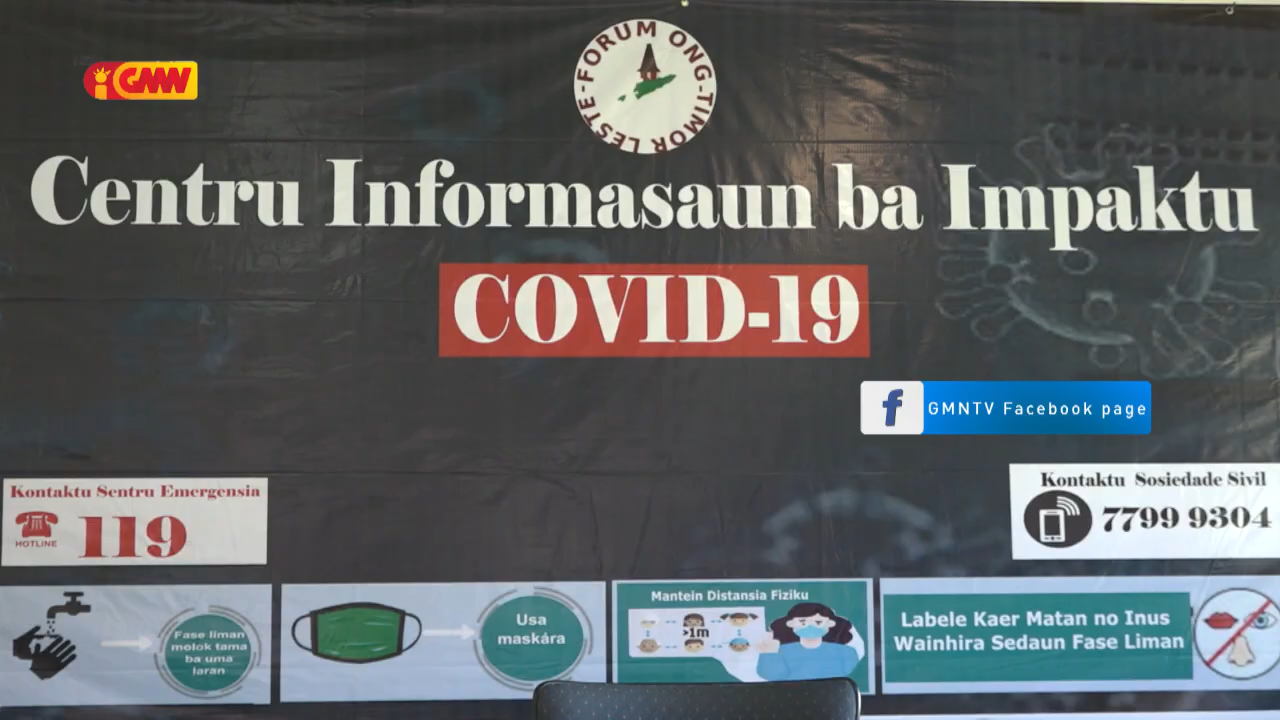 GMN
FORUM ONG-TIMOR LESTE-
Centru Informasaun ba Impaktu
COVID-19
f GMNTV Facebook page
Kontaktu Sentru Emergensia
HOTLINE 119
Kontaktu Sosiedade Sivil
7799 9304
Fase liman
molok tama
ba uma
laran
Usa
maskára
Mantein Distansia Fiziku
>1m
Labele Kaer Matan no Inus
Wainhira Sedaun Fase Liman